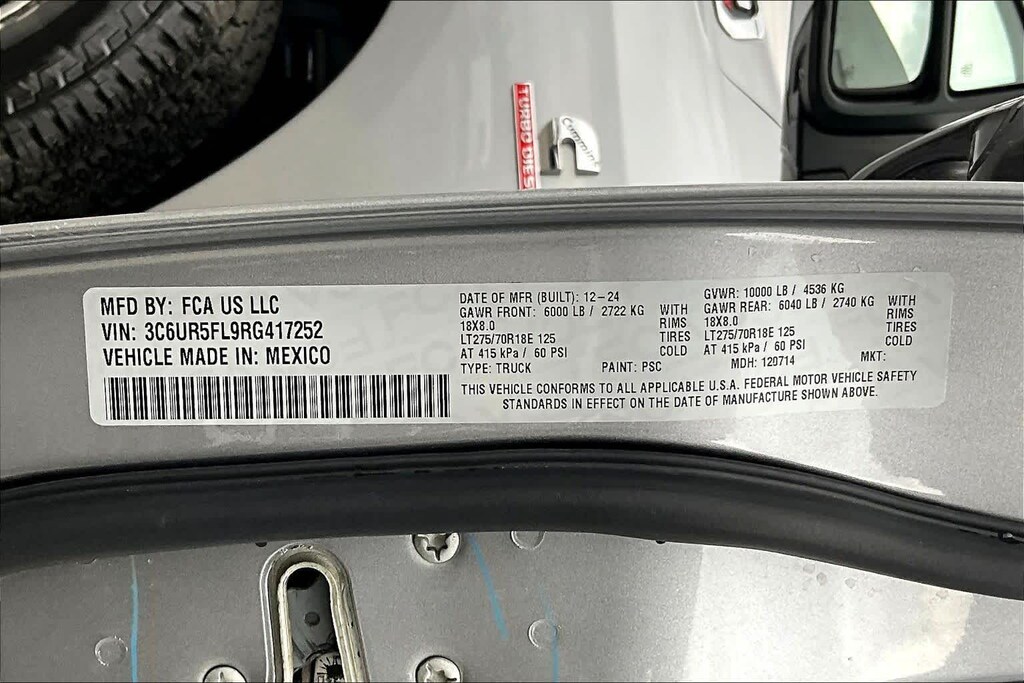 TURBO DIES
Cummins
MFD BY: FCA US LLC
VIN: 3C6UR5FL9RG417252
VEHICLE MADE IN: MEXICO
DATE OF MFR (BUILT): 12-24
GAWR FRONT: 6000 LB / 2722 KG WITH
18X8.0 RIMS
LT275/70R18E 125 TIRES
AT 415 kPa / 60 PSI COLD
TYPE: TRUCK PAINT: PSC
GVWR: 10000 LB / 4536 KG
GAWR REAR: 6040 LB / 2740 KG WITH
18X8.0 RIMS
LT275/70R18E 125 TIRES
AT 415 kPa / 60 PSI COLD
MDH: 120714 MKT:
THIS VEHICLE CONFORMS TO ALL APPLICABLE U.S.A. FEDERAL MOTOR VEHICLE SAFETY
STANDARDS IN EFFECT ON THE DATE OF MANUFACTURE SHOWN ABOVE.